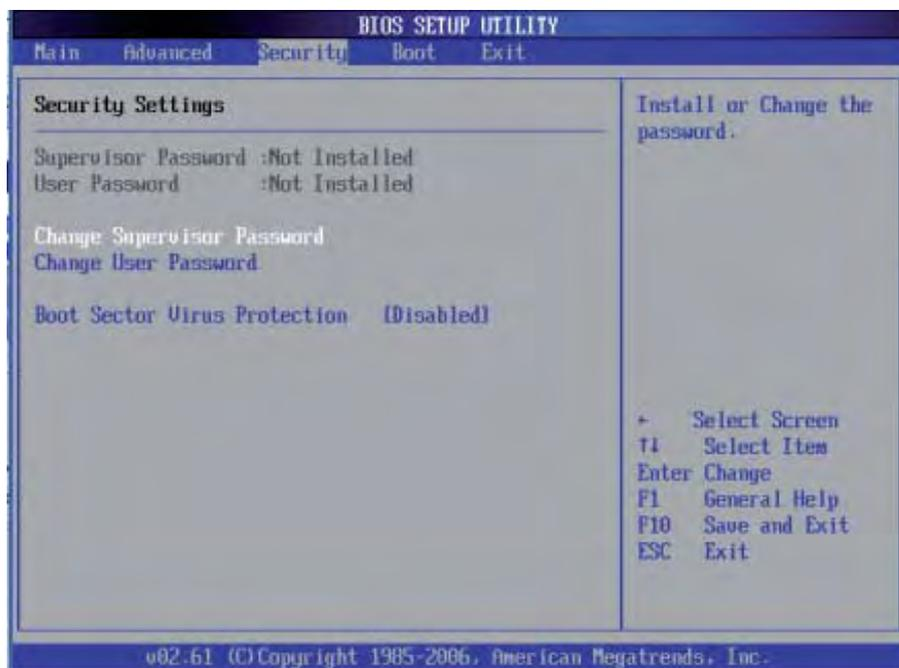 BIOS SETUP UTILITY
Main Advanced Security Boot Exit
Security Settings
Supervisor Password :Not Installed
User Password :Not Installed
Change Supervisor Password
Change User Password
Boot Sector Virus Protection [Disabled]
Install or Change the
password.
← Select Screen
↑↓ Select Item
Enter Change
F1 General Help
F10 Save and Exit
ESC Exit
v02.61 (C)Copyright 1985-2006, American Megatrends, Inc.